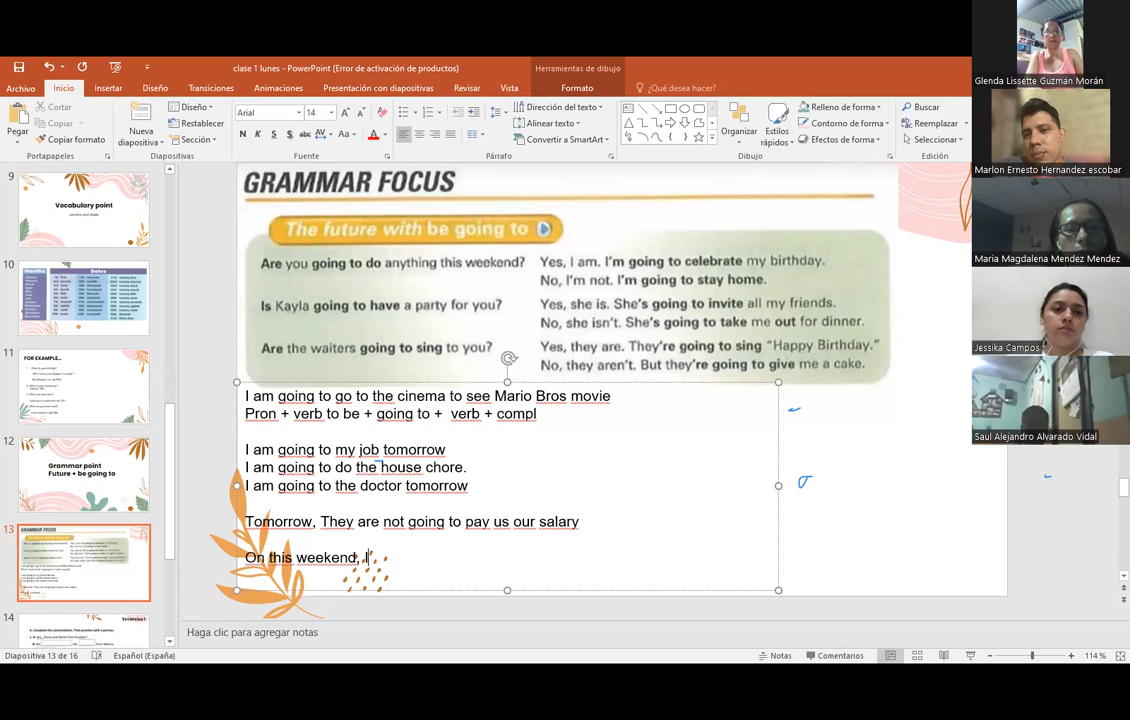 Glenda Lissette Guzmán Morán
clase 1 lunes - PowerPoint (Error de activación de productos)
Herramientas de dibujo
Archivo Inicio Insertar Diseño Transiciones Animaciones Presentación con diapositivas Revisar Vista Formato ¿Qué desea hacer?
Pegar
Cortar
Copiar
Copiar formato
Portapapeles
Nueva diapositiva
Diseño
Restablecer
Sección
Diapositivas
Arial 14
N K S S abc AV Aa A
Fuente
Dirección del texto
Alinear texto
Convertir a SmartArt
Párrafo
Organizar
Estilos rápidos
Relleno de forma
Contorno de forma
Efectos de forma
Dibujo
Buscar
Reemplazar
Seleccionar
Edición
Marlon Ernesto Hernandez escobar
Maria Magdalena Mendez Mendez
Jessika Campos
Saul Alejandro Alvarado Vidal
9
Vocabulary point
10
Months Dates
11
FOR EXAMPLE...
12
Grammar point
Future + be going to
13
GRAMMAR FOCUS
14
GRAMMAR FOCUS
The future with be going to
Are you going to do anything this weekend? Yes, I am. I'm going to celebrate my birthday.
No, I'm not. I'm going to stay home.
Is Kayla going to have a party for you? Yes, she is. She's going to invite all my friends.
No, she isn't. She's going to take me out for dinner.
Are the waiters going to sing to you? Yes, they are. They're going to sing "Happy Birthday."
No, they aren't. But they're going to give me a cake.
I am going to go to the cinema to see Mario Bros movie
Pron + verb to be + going to + verb + compl
I am going to my job tomorrow
I am going to do the house chore.
I am going to the doctor tomorrow
Tomorrow, They are not going to pay us our salary
On this weekend, I
Haga clic para agregar notas
Diapositiva 13 de 16 Español (España) Notas Comentarios 114 %